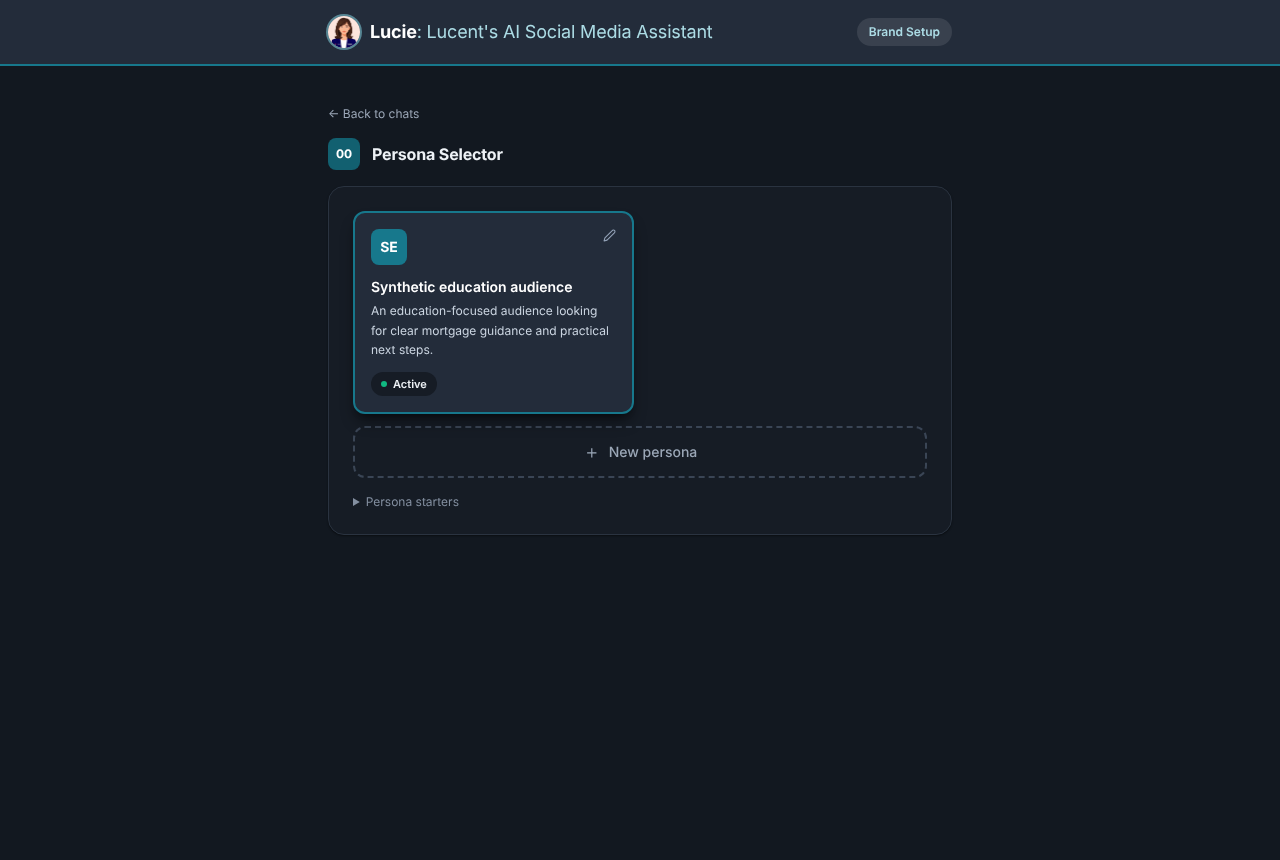 Lucie: Lucent's AI Social Media Assistant
Brand Setup
← Back to chats
00
Persona Selector
SE
Synthetic education audience
An education-focused audience looking
for clear mortgage guidance and practical
next steps.
Active
+ New persona
Persona starters